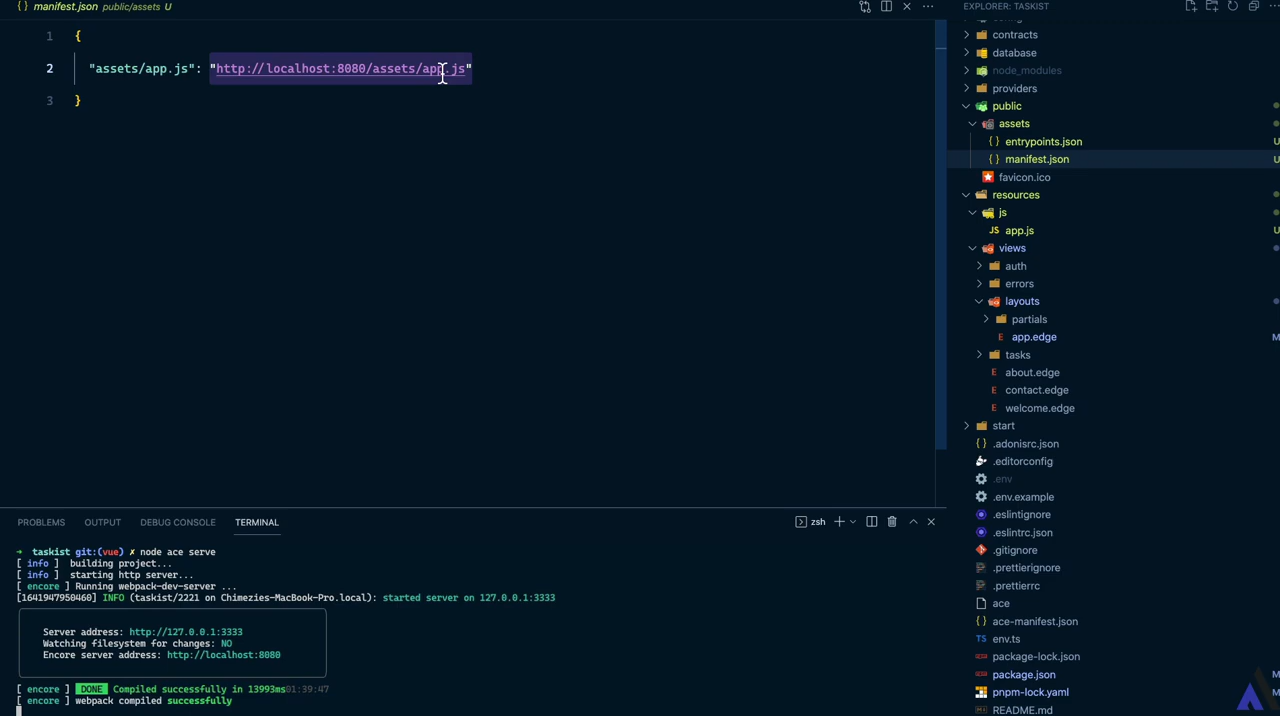 manifest.json public/assets U
EXPLORER: TASKIST
1 {
2 "assets/app.js": "http://localhost:8080/assets/app.js"
3 }
contracts
database
node_modules
providers
public
assets
{} entrypoints.json U
{} manifest.json U
favicon.ico
resources
js
JS app.js U
views
auth
errors
layouts
partials
E app.edge M
tasks
E about.edge
E contact.edge
E welcome.edge
start
{} .adonisrc.json
.editorconfig
.env
.env.example
.eslintignore
.eslintrc.json
.gitignore
.prettierignore
.prettierrc
ace
{} ace-manifest.json
TS env.ts
package-lock.json
package.json
pnpm-lock.yaml
README.md
PROBLEMS OUTPUT DEBUG CONSOLE TERMINAL
zsh
➜ taskist git:(vue) ✗ node ace serve
[ info ] building project...
[ info ] starting http server...
[ encore ] Running webpack-dev-server ...
[1641947950460] INFO (taskist/2221 on Chimezies-Macbook-Pro.local): started server on 127.0.0.1:3333
Server address: http://127.0.0.1:3333
Watching filesystem for changes: NO
Encore server address: http://localhost:8080
[ encore ] DONE Compiled successfully in 13993ms01:39:47
[ encore ] webpack compiled successfully